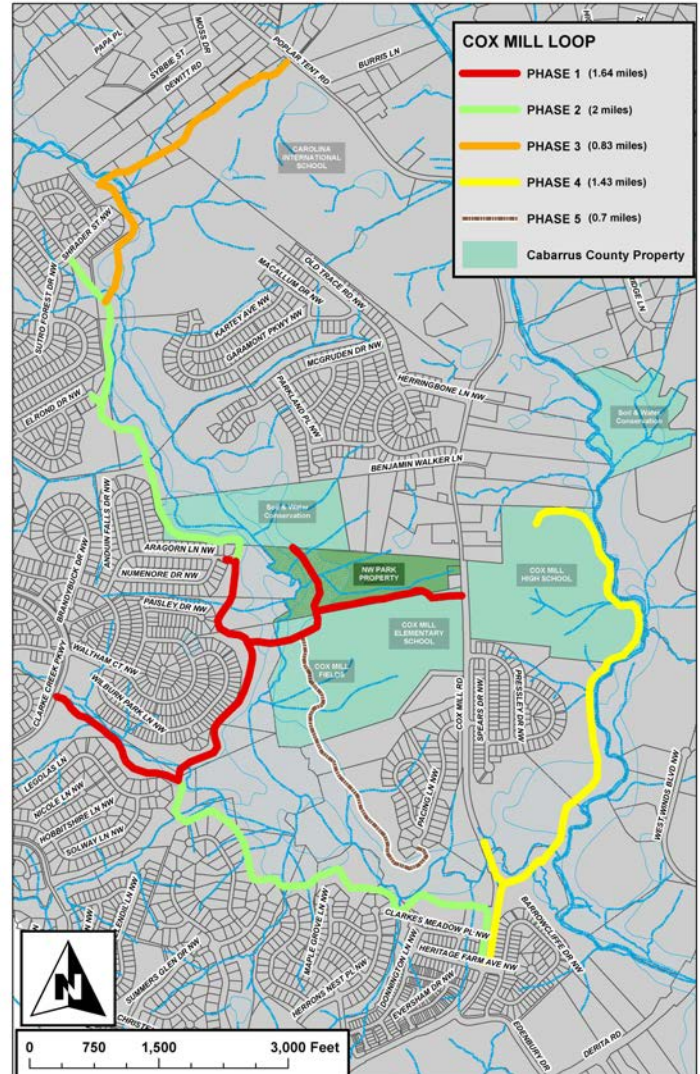 COX MILL LOOP
PHASE 1 (1.64 miles)
PHASE 2 (2 miles)
PHASE 3 (0.83 miles)
PHASE 4 (1.43 miles)
PHASE 5 (0.7 miles)
Cabarrus County Property
PAPA PL
SYBBIE ST
MOSS DR
DEWITT RD
POPLAR TENT RD
BURRIS LN
CAROLINA
INTERNATIONAL
SCHOOL
SHRADER ST NW
SUTRO FOREST DR NW
OLD TRACE RD NW
MACALLUM DR NW
KARTEY AVE NW
GARAMONT PKWY NW
MCGRUDEN DR NW
PARKLAND PL NW
HERRINGBONE LN NW
ELROND DR NW
BENJAMIN WALKER LN
Soil & Water
Conservation
Soil & Water
Conservation
ANDUIN FALLS DR NW
ARAGORN LN NW
NUMENORE DR NW
BRANDYBUCK DR NW
PAISLEY DR NW
NW PARK
PROPERTY
COX MILL
HIGH SCHOOL
COX MILL
ELEMENTARY
SCHOOL
COX MILL
FIELDS
WALTHAM CT NW
WILBURN PARK LN NW
CLARKE CREEK PKWY
COX MILL RD
SPEARS DR NW
PRESSLEY DR NW
LEGOLAS LN
NICOLE LN NW
HOBBITSHIRE LN NW
SOLWAY LN NW
PACING LN NW
WEST WINDS BLVD NW
SUMMERS GLEN DR NW
MAPLE GROVE LN NW
HERRONS NEST PL NW
DORNINGTON LN NW
CLARKES MEADOW PL NW
HERITAGE FARM AVE NW
EVERSHAM DR NW
BARROWCLIFFE DR NW
EDENBURY DR
DERITA RD
N
0 750 1,500 3,000 Feet